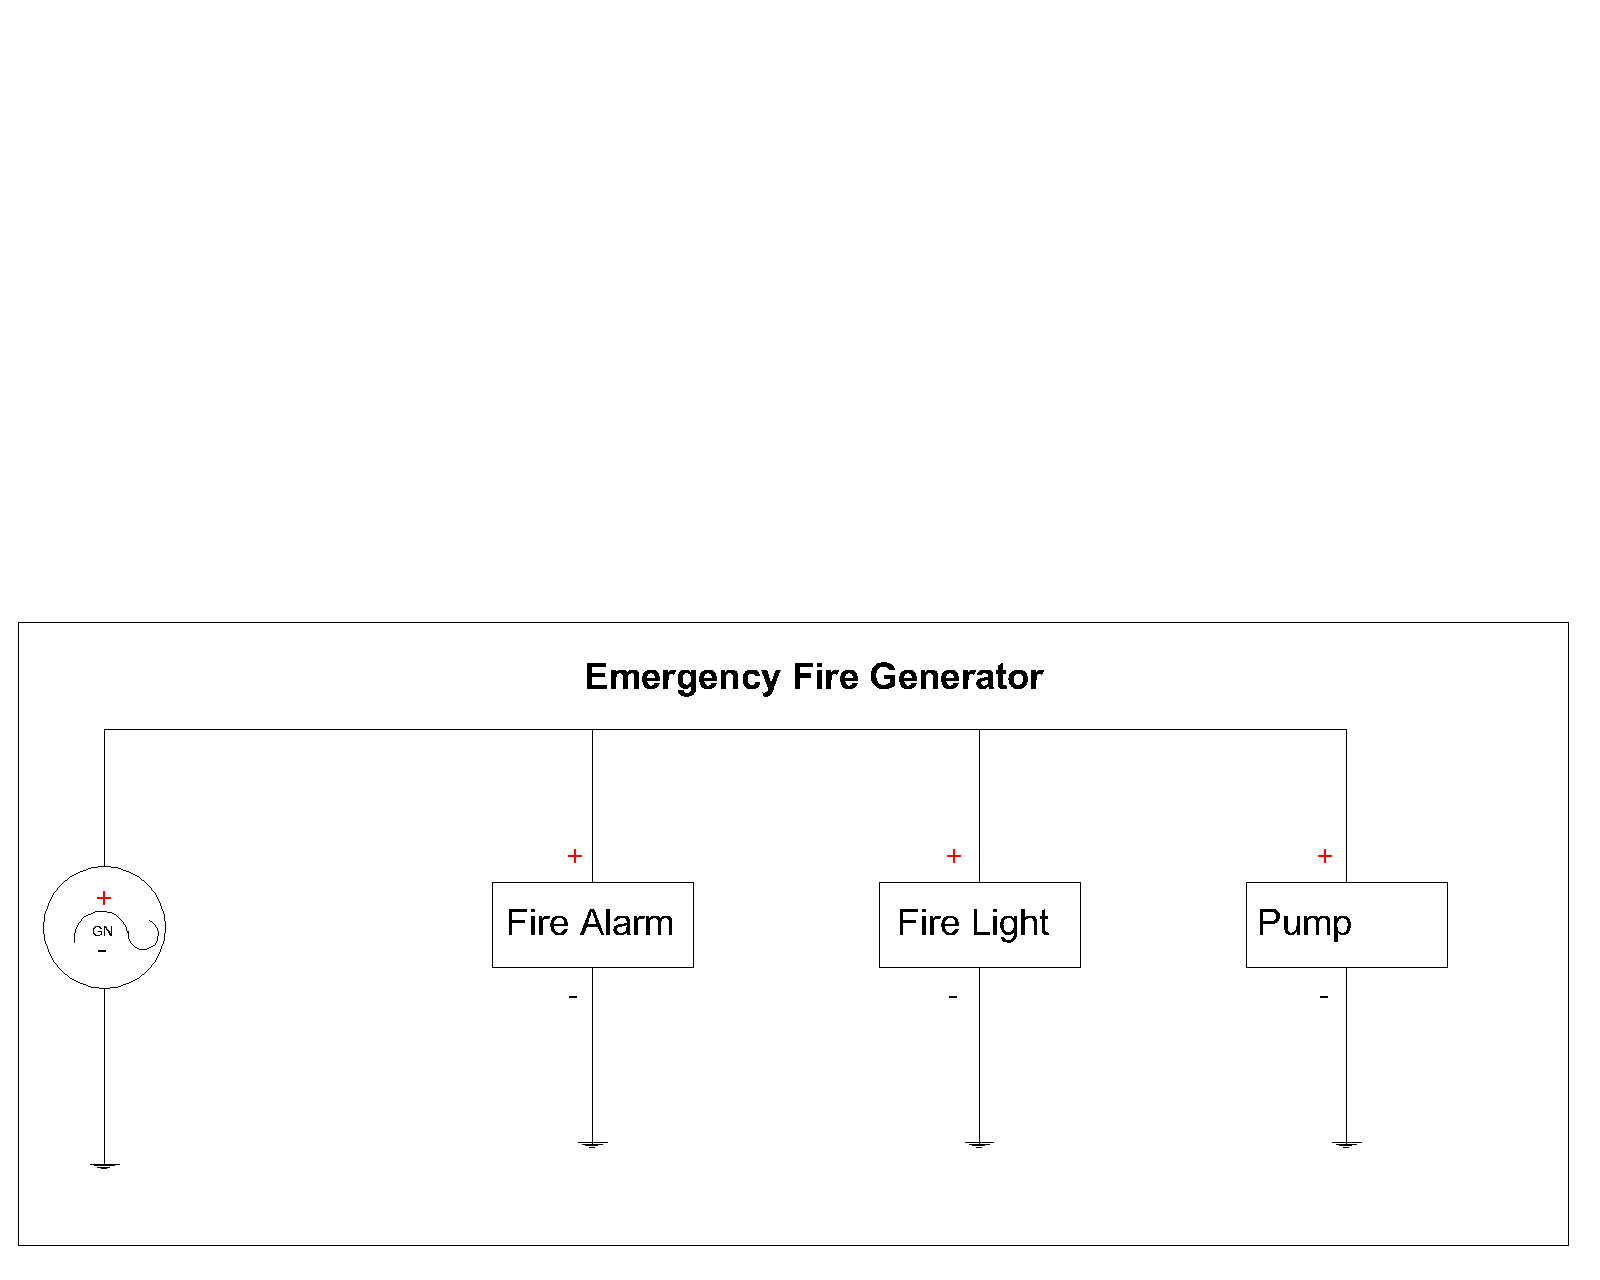 Emergency Fire Generator
+ + +
+
Fire Alarm Fire Light Pump
GN
-
- - -